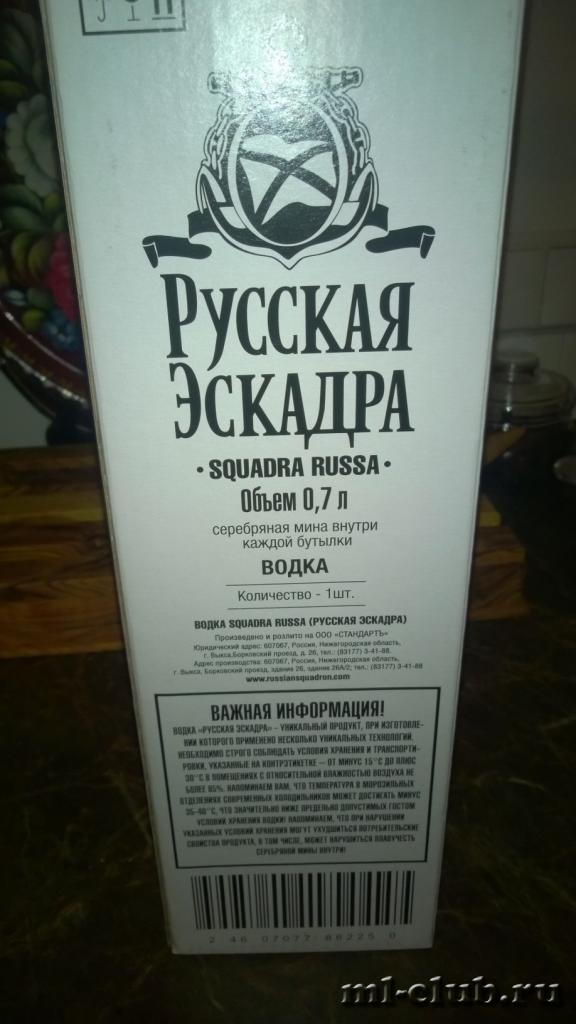 РУССКАЯ
ЭСКАДРА
• SQUADRA RUSSA •
Объем 0,7 л
серебряная мина внутри
каждой бутылки
ВОДКА
Количество - 1шт.
ВОДКА SQUADRA RUSSA (РУССКАЯ ЭСКАДРА)
Произведено и розлито на ООО «СТАНДАРТЪ»
Юридический адрес: 607067, Россия, Нижегородская область,
г. Выкса,Борковский проезд, д. 26, тел.: (83177) 3-41-88.
Адрес производства: 607067, Россия, Нижегородская область,
г. Выкса, Борковский проезд, здания 26, здание 26А/2; тел.: (83177) 3-41-88
www.russiansquadron.com
ВАЖНАЯ ИНФОРМАЦИЯ!
ВОДКА «РУССКАЯ ЭСКАДРА» - УНИКАЛЬНЫЙ ПРОДУКТ, ПРИ ИЗГОТОВЛЕ-
НИИ КОТОРОГО ПРИМЕНЕНО НЕСКОЛЬКО УНИКАЛЬНЫХ ТЕХНОЛОГИЙ.
НЕОБХОДИМО СТРОГО СОБЛЮДАТЬ УСЛОВИЯ ХРАНЕНИЯ И ТРАНСПОРТИ-
РОВКИ, УКАЗАННЫЕ НА КОНТРЭТИКЕТКЕ — ОТ МИНУС 15°С ДО ПЛЮС
30°С В ПОМЕЩЕНИЯХ С ОТНОСИТЕЛЬНОЙ ВЛАЖНОСТЬЮ ВОЗДУХА НЕ
БОЛЕЕ 85%. НАПОМИНАЕМ ВАМ, ЧТО ТЕМПЕРАТУРА В МОРОЗИЛЬНЫХ
ОТДЕЛЕНИЯХ СОВРЕМЕННЫХ ХОЛОДИЛЬНИКОВ МОЖЕТ ДОСТИГАТЬ МИНУС
35-40°С, ЧТО ЗНАЧИТЕЛЬНО НИЖЕ ПРЕДЕЛЬНО ДОПУСТИМЫХ ГОСТОМ
УСЛОВИЙ ХРАНЕНИЯ ВОДКИ! НАПОМИНАЕМ, ЧТО ПРИ НАРУШЕНИИ
УКАЗАННЫХ УСЛОВИЙ ХРАНЕНИЯ МОГУТ УХУДШИТЬСЯ ПОТРЕБИТЕЛЬСКИЕ
СВОЙСТВА ПРОДУКТА, В ТОМ ЧИСЛЕ, МОЖЕТ НАРУШИТЬСЯ ПЛАВУЧЕСТЬ
СЕРЕБРЯНОЙ МИНЫ ВНУТРИ!
2 46 07077 88225 0
ml-club.ru